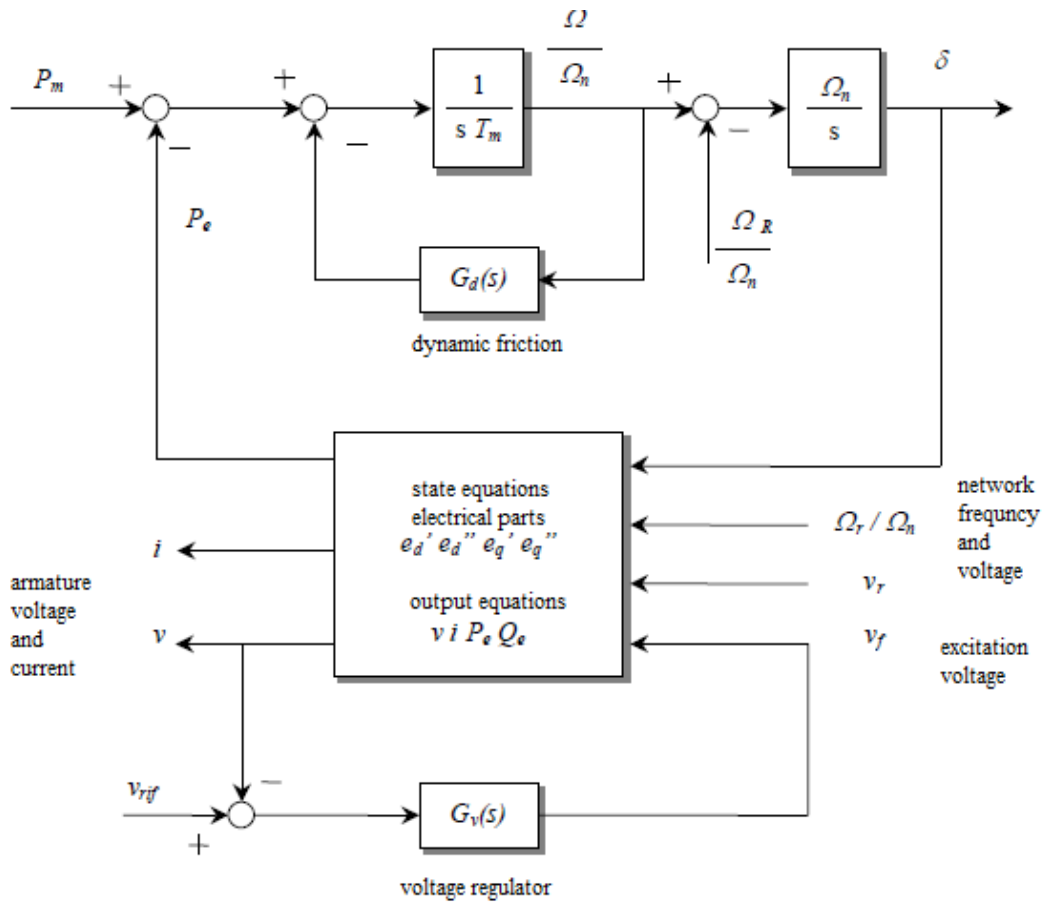 Ω
Ωn
δ
Pm
+
+
+
1
s Tm
Ωn
s
−
−
−
Pe
ΩR
Ωn
Gd(s)
dynamic friction
state equations
electrical parts
ed' ed'' eq' eq''
output equations
v i Pe Qe
network
frequncy
and
voltage
Ωr / Ωn
i
vr
armature
voltage
and
current
v
vf
excitation
voltage
−
vrif
+
Gv(s)
voltage regulator